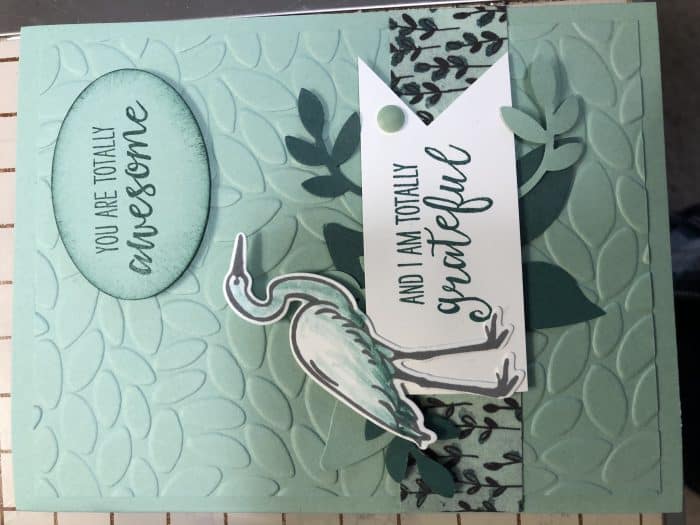 YOU ARE TOTALLY
awesome
AND I AM TOTALLY
grateful